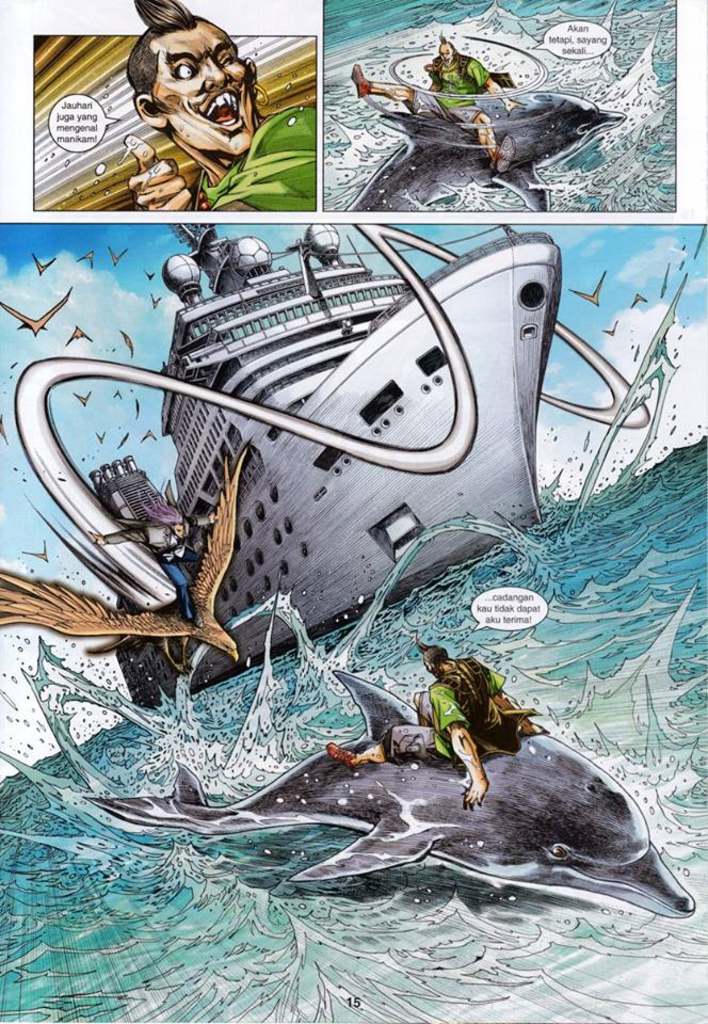 Jauhari
juga yang
mengenal
manikam!
Akan
tetapi, sayang
sekali...
...cadangan
kau tidak dapat
aku terima!
15